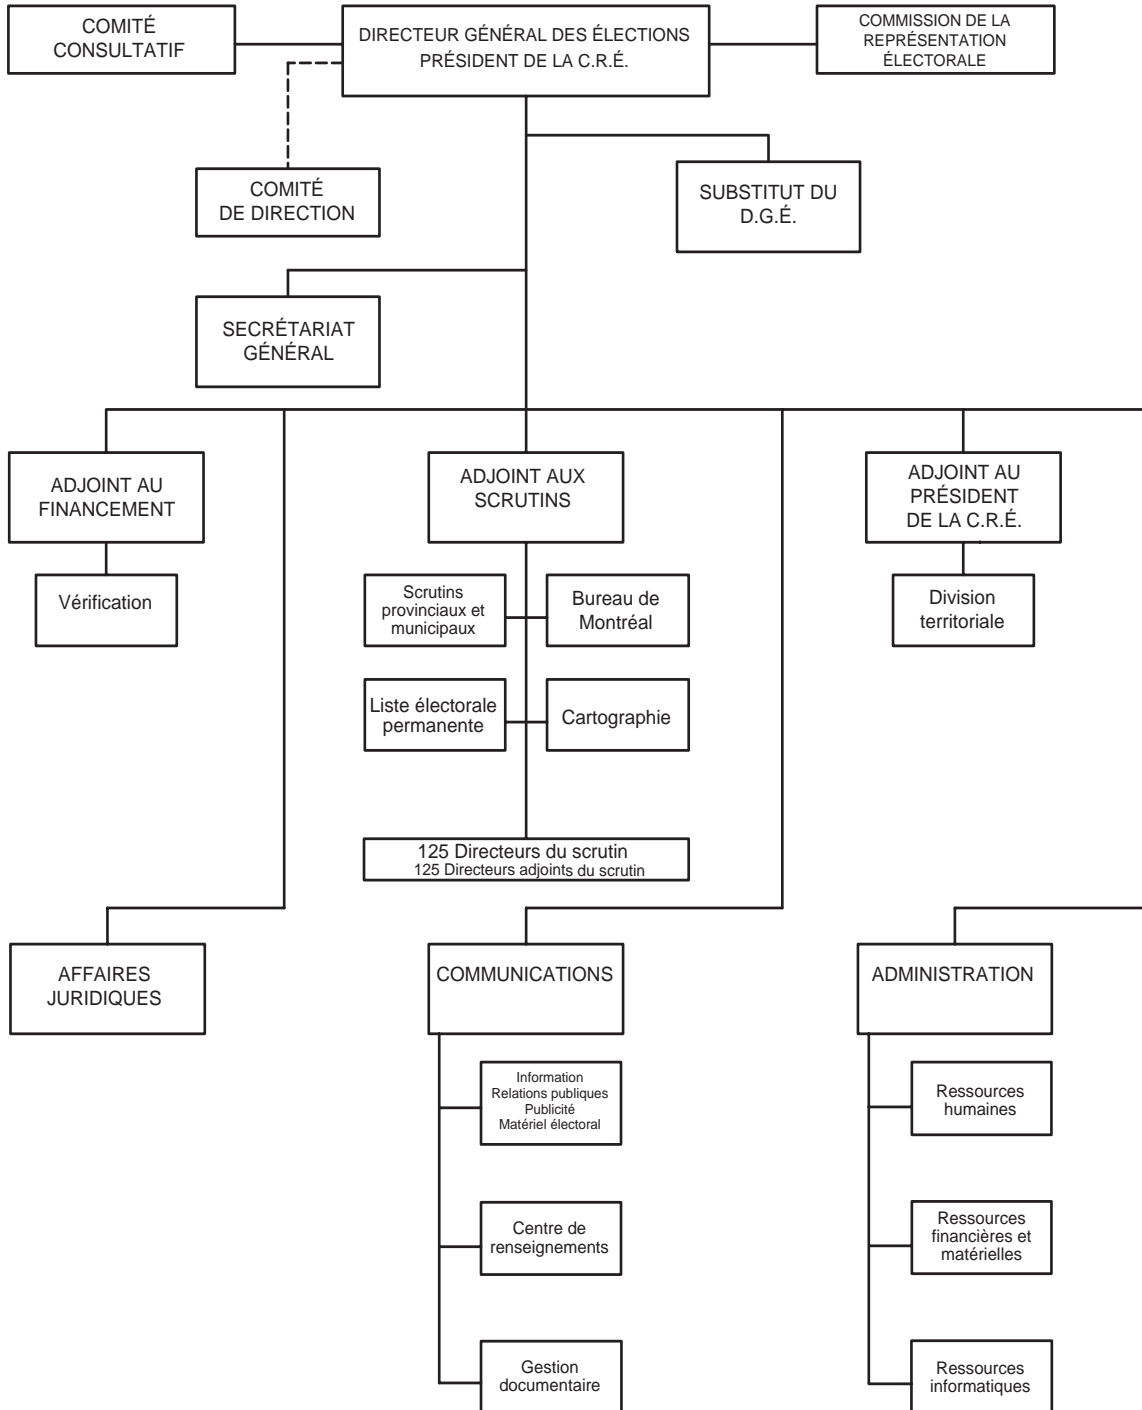 COMITÉ
CONSULTATIF
DIRECTEUR GÉNÉRAL DES ÉLECTIONS
PRÉSIDENT DE LA C.R.É.
COMMISSION DE LA
REPRÉSENTATION
ÉLECTORALE
COMITÉ
DE DIRECTION
SUBSTITUT DU
D.G.É.
SECRÉTARIAT
GÉNÉRAL
ADJOINT AU
FINANCEMENT
ADJOINT AUX
SCRUTINS
ADJOINT AU
PRÉSIDENT
DE LA C.R.É.
Vérification
Scrutins
provinciaux et
municipaux
Bureau de
Montréal
Division
territoriale
Liste électorale
permanente
Cartographie
125 Directeurs du scrutin
125 Directeurs adjoints du scrutin
AFFAIRES
JURIDIQUES
COMMUNICATIONS
ADMINISTRATION
Information
Relations publiques
Publicité
Matériel électoral
Ressources
humaines
Centre de
renseignements
Ressources
financières et
matérielles
Gestion
documentaire
Ressources
informatiques